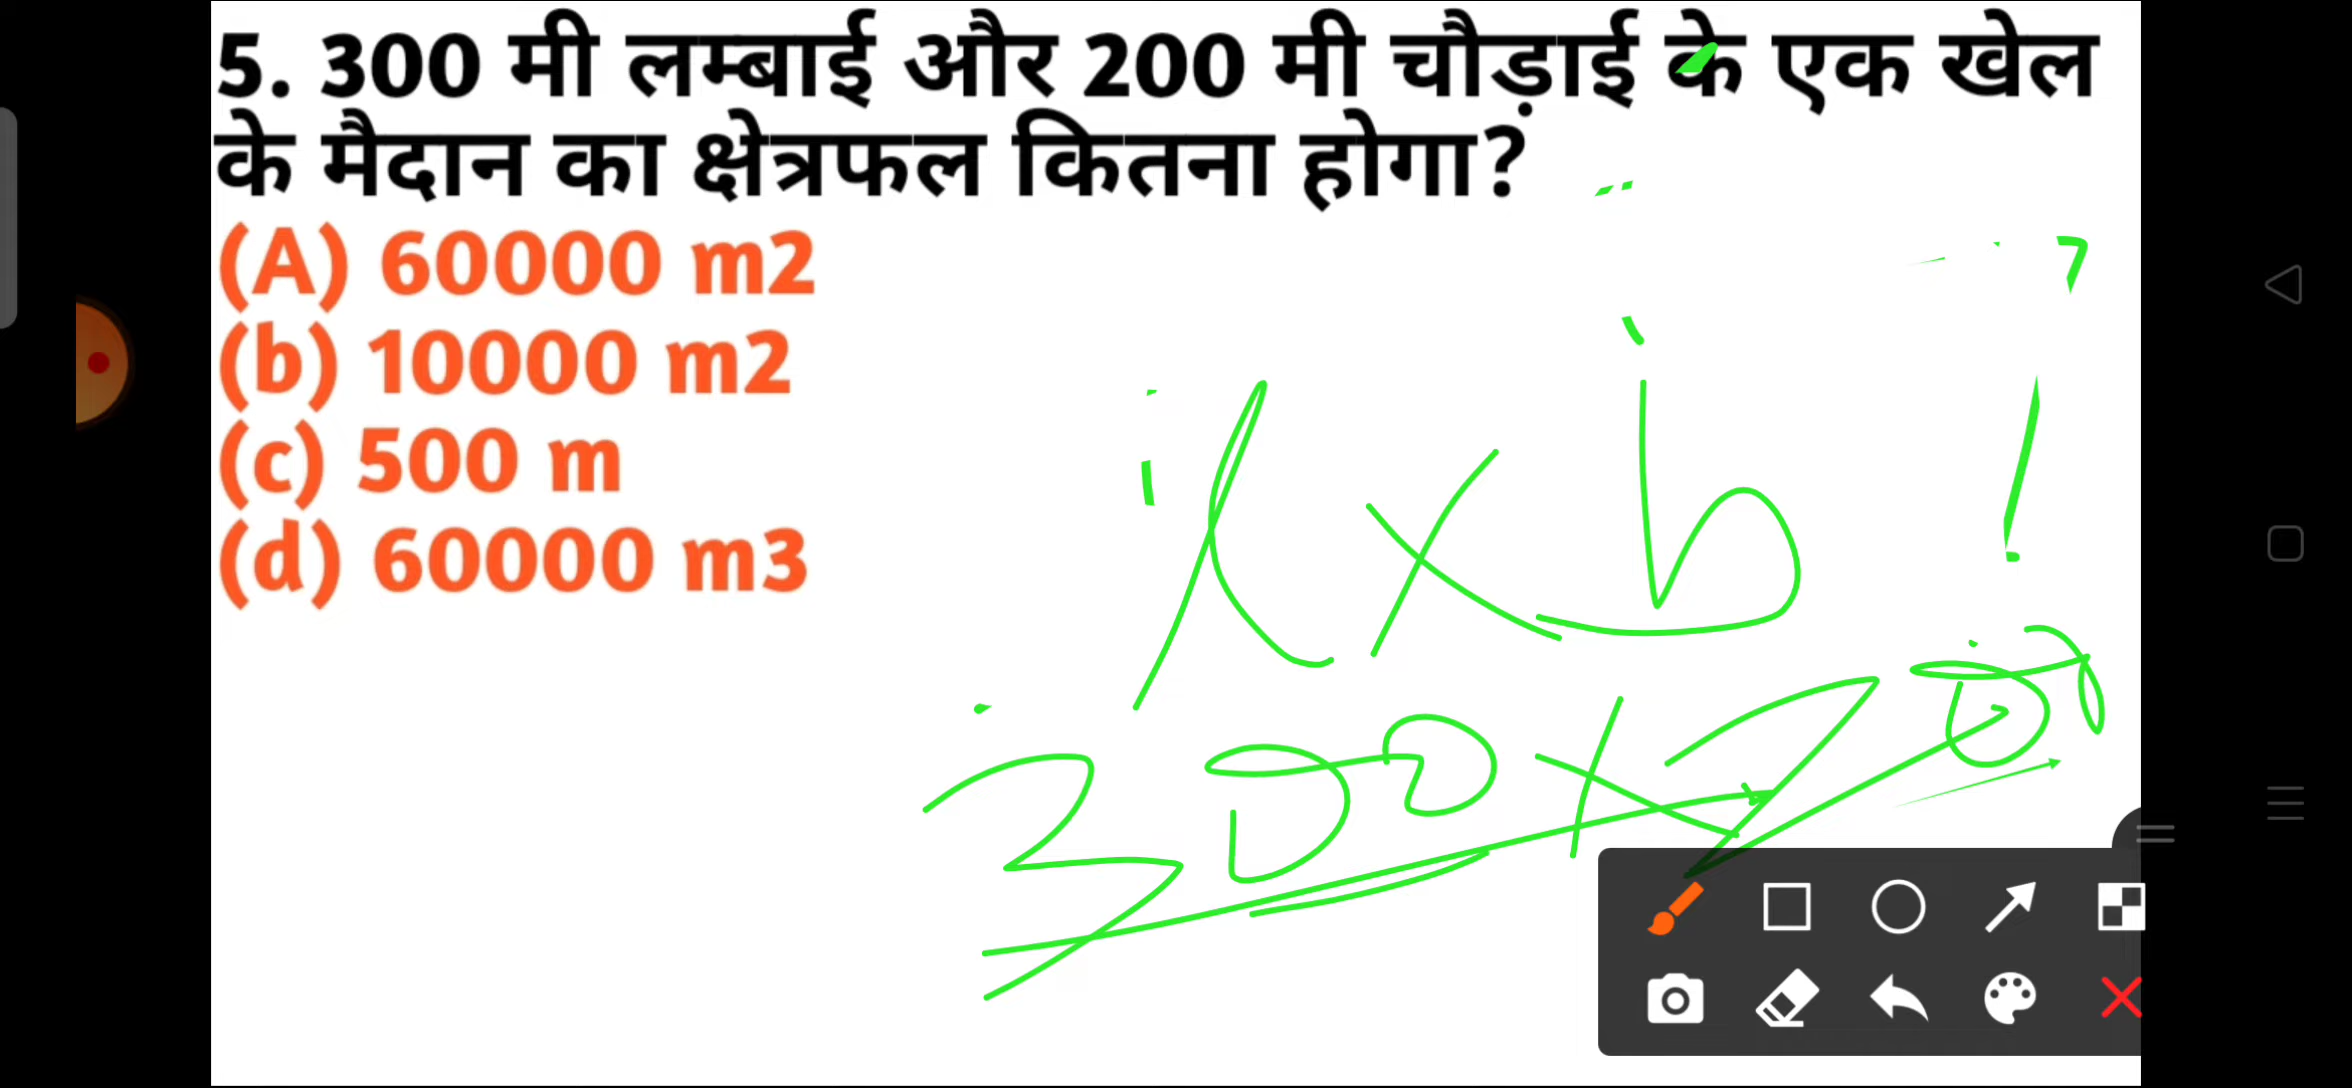 5. 300 मी लम्बाई और 200 मी चौड़ाई के एक खेल
के मैदान का क्षेत्रफल कितना होगा?
(A) 60000 m2
(b) 10000 m2
(c) 500 m
(d) 60000 m3
l × b
300 × 200